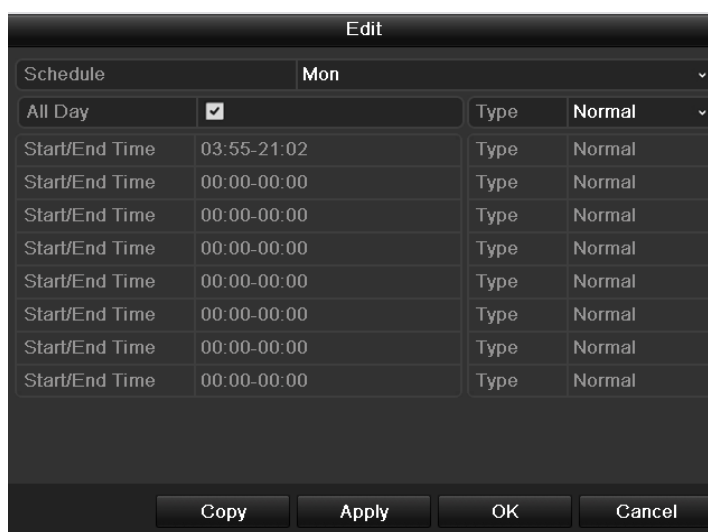 Edit
Schedule Mon
All Day Type Normal
Start/End Time 03:55-21:02 Type Normal
Start/End Time 00:00-00:00 Type Normal
Start/End Time 00:00-00:00 Type Normal
Start/End Time 00:00-00:00 Type Normal
Start/End Time 00:00-00:00 Type Normal
Start/End Time 00:00-00:00 Type Normal
Start/End Time 00:00-00:00 Type Normal
Start/End Time 00:00-00:00 Type Normal
Copy Apply OK Cancel